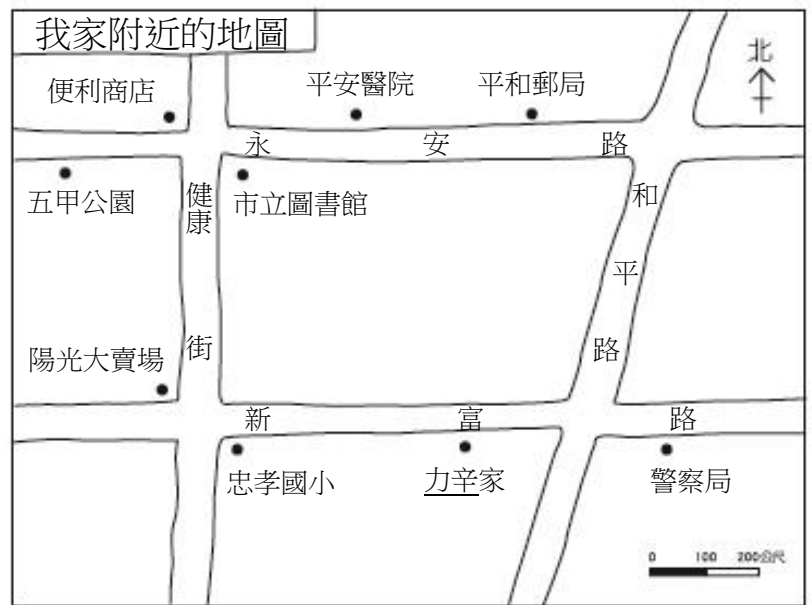 我家附近的地圖
北
便利商店
平安醫院
平和郵局
永安路
五甲公園
健康街
市立圖書館
和平路
陽光大賣場
新富路
忠孝國小
力辛家
警察局
0 100 200公尺